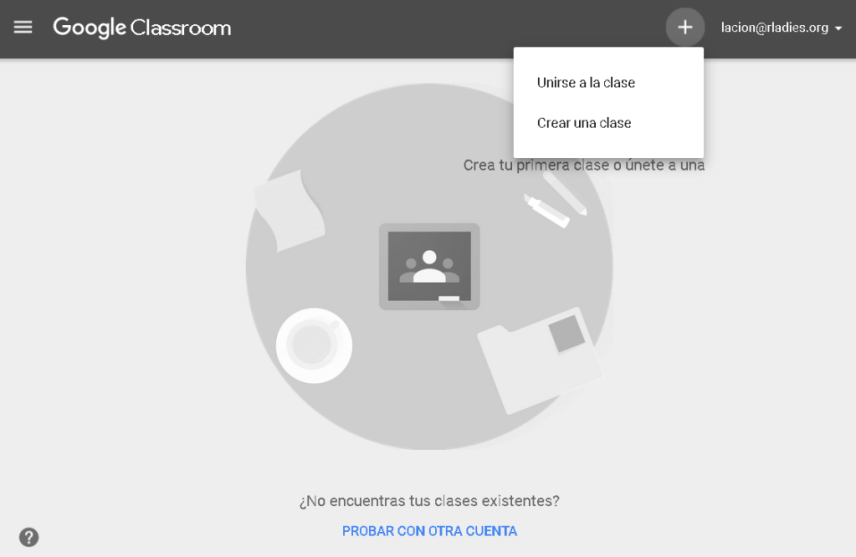 Google Classroom
+
lacion@rladies.org
Unirse a la clase
Crear una clase
Crea tu primera clase o únete a una
¿No encuentras tus clases existentes?
PROBAR CON OTRA CUENTA
?